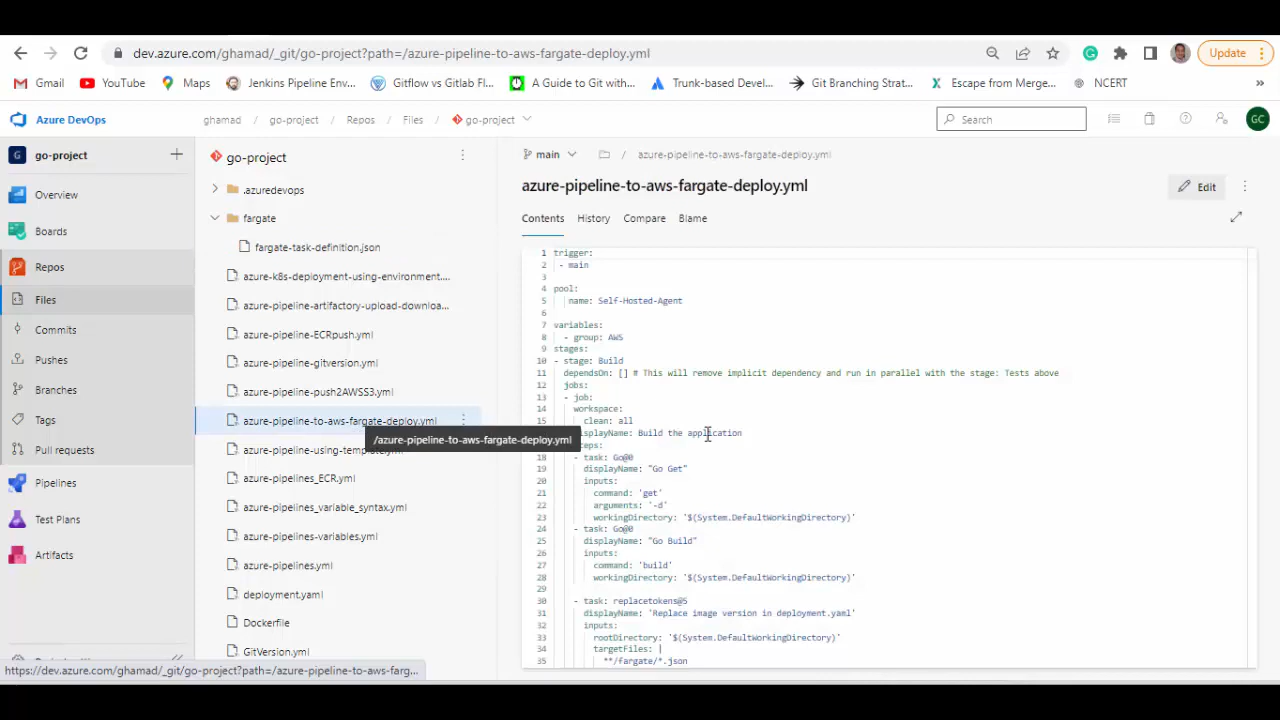 dev.azure.com/ghamad/_git/go-project?path=/azure-pipeline-to-aws-fargate-deploy.yml
Update
Gmail
YouTube
Maps
Jenkins Pipeline Env...
Gitflow vs Gitlab Fl...
A Guide to Git with...
Trunk-based Devel...
Git Branching Strat...
Escape from Merge...
NCERT
»
Azure DevOps
ghamad / go-project / Repos / Files / go-project
Search
GC
G
go-project
Overview
Boards
Repos
Files
Commits
Pushes
Branches
Tags
Pull requests
Pipelines
Test Plans
Artifacts
go-project
.azuredevops
fargate
fargate-task-definition.json
azure-k8s-deployment-using-environment....
azure-pipeline-artifactory-upload-downloa...
azure-pipeline-ECRpush.yml
azure-pipeline-gitversion.yml
azure-pipeline-push2AWSS3.yml
azure-pipeline-to-aws-fargate-deploy.yml
/azure-pipeline-to-aws-fargate-deploy.yml
azure-pipelines_ECR.yml
azure-pipelines_variable_syntax.yml
azure-pipelines-variables.yml
azure-pipelines.yml
deployment.yaml
Dockerfile
GitVersion.yml
main / azure-pipeline-to-aws-fargate-deploy.yml
azure-pipeline-to-aws-fargate-deploy.yml
Edit
Contents
History
Compare
Blame
1 trigger:
2 - main
3
4 pool:
5 name: Self-Hosted-Agent
6
7 variables:
8 - group: AWS
9 stages:
10 - stage: Build
11 dependsOn: [] # This will remove implicit dependency and run in parallel with the stage: Tests above
12 jobs:
13 - job:
14 workspace:
15 clean: all
displayName: Build the application
18 - task: Go@0
19 displayName: "Go Get"
20 inputs:
21 command: 'get'
22 arguments: '-d'
23 workingDirectory: '$(System.DefaultWorkingDirectory)'
24 - task: Go@0
25 displayName: "Go Build"
26 inputs:
27 command: 'build'
28 workingDirectory: '$(System.DefaultWorkingDirectory)'
29
30 - task: replacetokens@5
31 displayName: 'Replace image version in deployment.yaml'
32 inputs:
33 rootDirectory: '$(System.DefaultWorkingDirectory)'
34 targetFiles: |
35 **/fargate/*.json
https://dev.azure.com/ghamad/_git/go-project?path=/azure-pipeline-to-aws-farg...